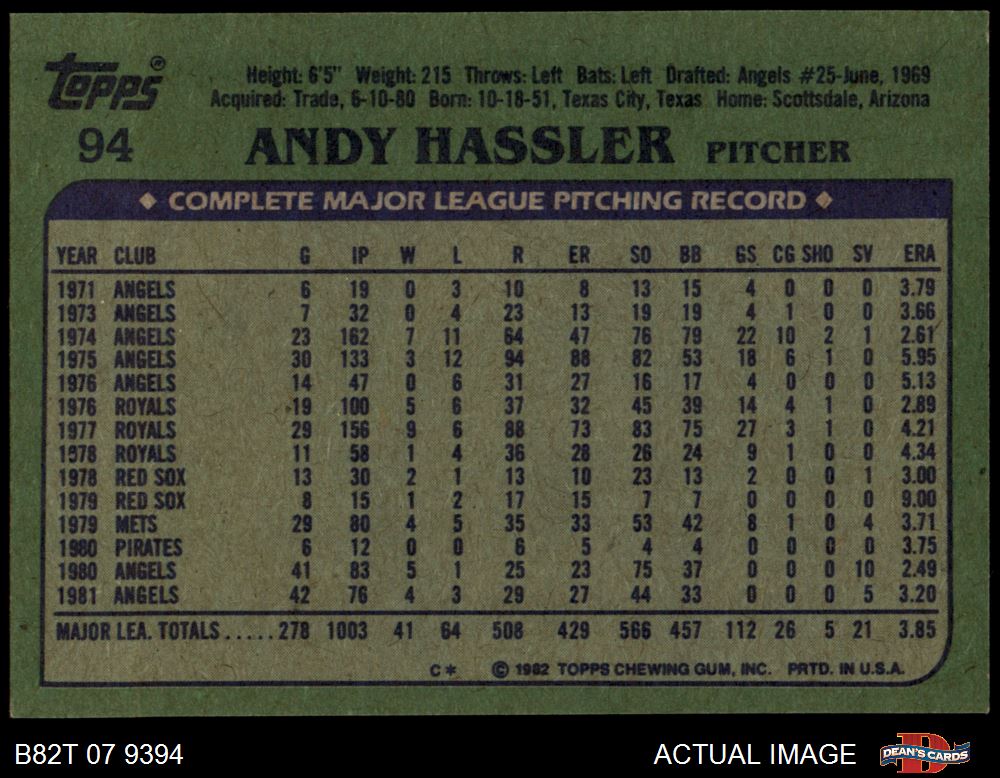 Topps®
Height: 6'5" Weight: 215 Throws: Left Bats: Left Drafted: Angels #25-June, 1969
Acquired: Trade, 6-10-80 Born: 10-18-51, Texas City, Texas Home: Scottsdale, Arizona
94 ANDY HASSLER PITCHER
◆ COMPLETE MAJOR LEAGUE PITCHING RECORD ◆
YEAR CLUB G IP W L R ER SO BB GS CG SHO SV ERA
1971 ANGELS 6 19 0 3 10 8 13 15 4 0 0 0 3.79
1973 ANGELS 7 32 0 4 23 13 19 19 4 1 0 0 3.66
1974 ANGELS 23 162 7 11 64 47 76 79 22 10 2 1 2.61
1975 ANGELS 30 133 3 12 94 88 82 53 18 6 1 0 5.95
1976 ANGELS 14 47 0 6 31 27 16 17 4 0 0 0 5.13
1976 ROYALS 19 100 5 6 37 32 45 39 14 4 1 0 2.89
1977 ROYALS 29 156 9 6 88 73 83 75 27 3 1 0 4.21
1978 ROYALS 11 58 1 4 36 28 26 24 9 1 0 0 4.34
1978 RED SOX 13 30 2 1 13 10 23 13 2 0 0 1 3.00
1979 RED SOX 8 15 1 2 17 15 7 7 0 0 0 0 9.00
1979 METS 29 80 4 5 35 33 53 42 8 1 0 4 3.71
1980 PIRATES 6 12 0 0 6 5 4 4 0 0 0 0 3.75
1980 ANGELS 41 83 5 1 25 23 75 37 0 0 0 10 2.49
1981 ANGELS 42 76 4 3 29 27 44 33 0 0 0 5 3.20
MAJOR LEA. TOTALS.....278 1003 41 64 508 429 566 457 112 26 5 21 3.85
C* © 1982 TOPPS CHEWING GUM, INC. PRTD. IN U.S.A.
B82T 07 9394 ACTUAL IMAGE DEAN'S CARDS